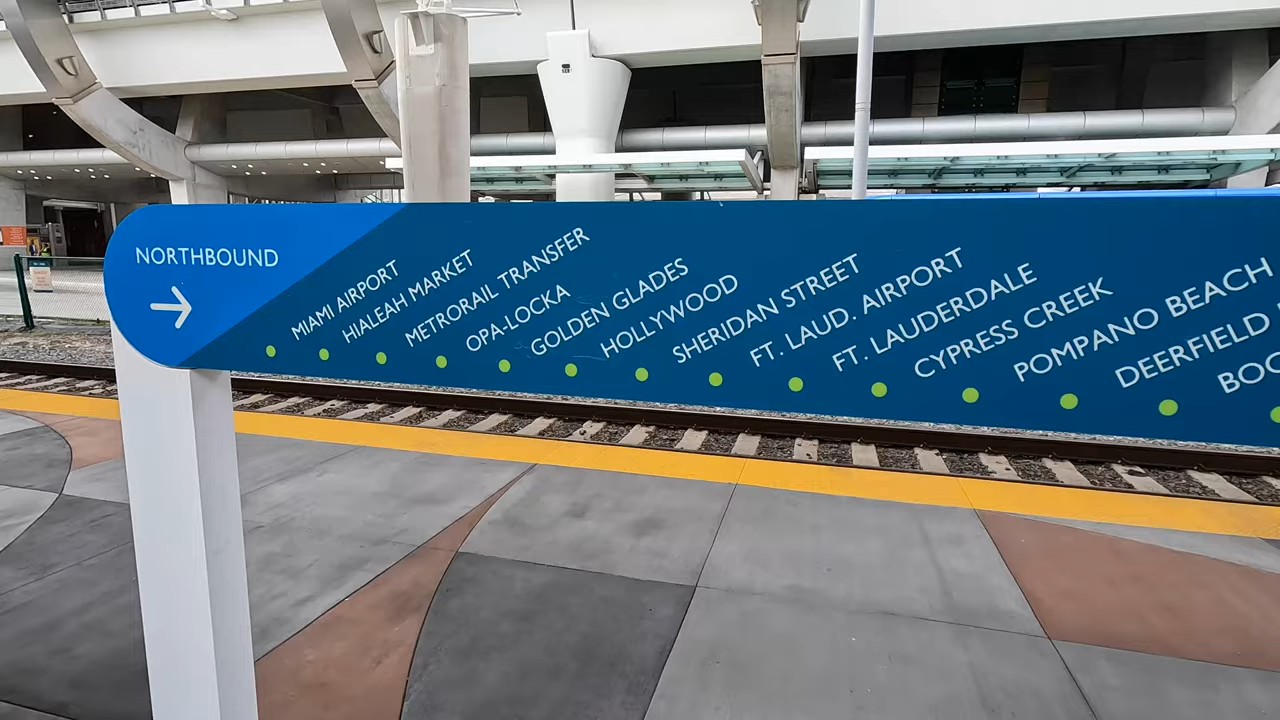 NORTHBOUND
MIAMI AIRPORT
HIALEAH MARKET
METRORAIL TRANSFER
OPA-LOCKA
GOLDEN GLADES
HOLLYWOOD
SHERIDAN STREET
FT. LAUD. AIRPORT
FT. LAUDERDALE
CYPRESS CREEK
POMPANO BEACH
DEERFIELD